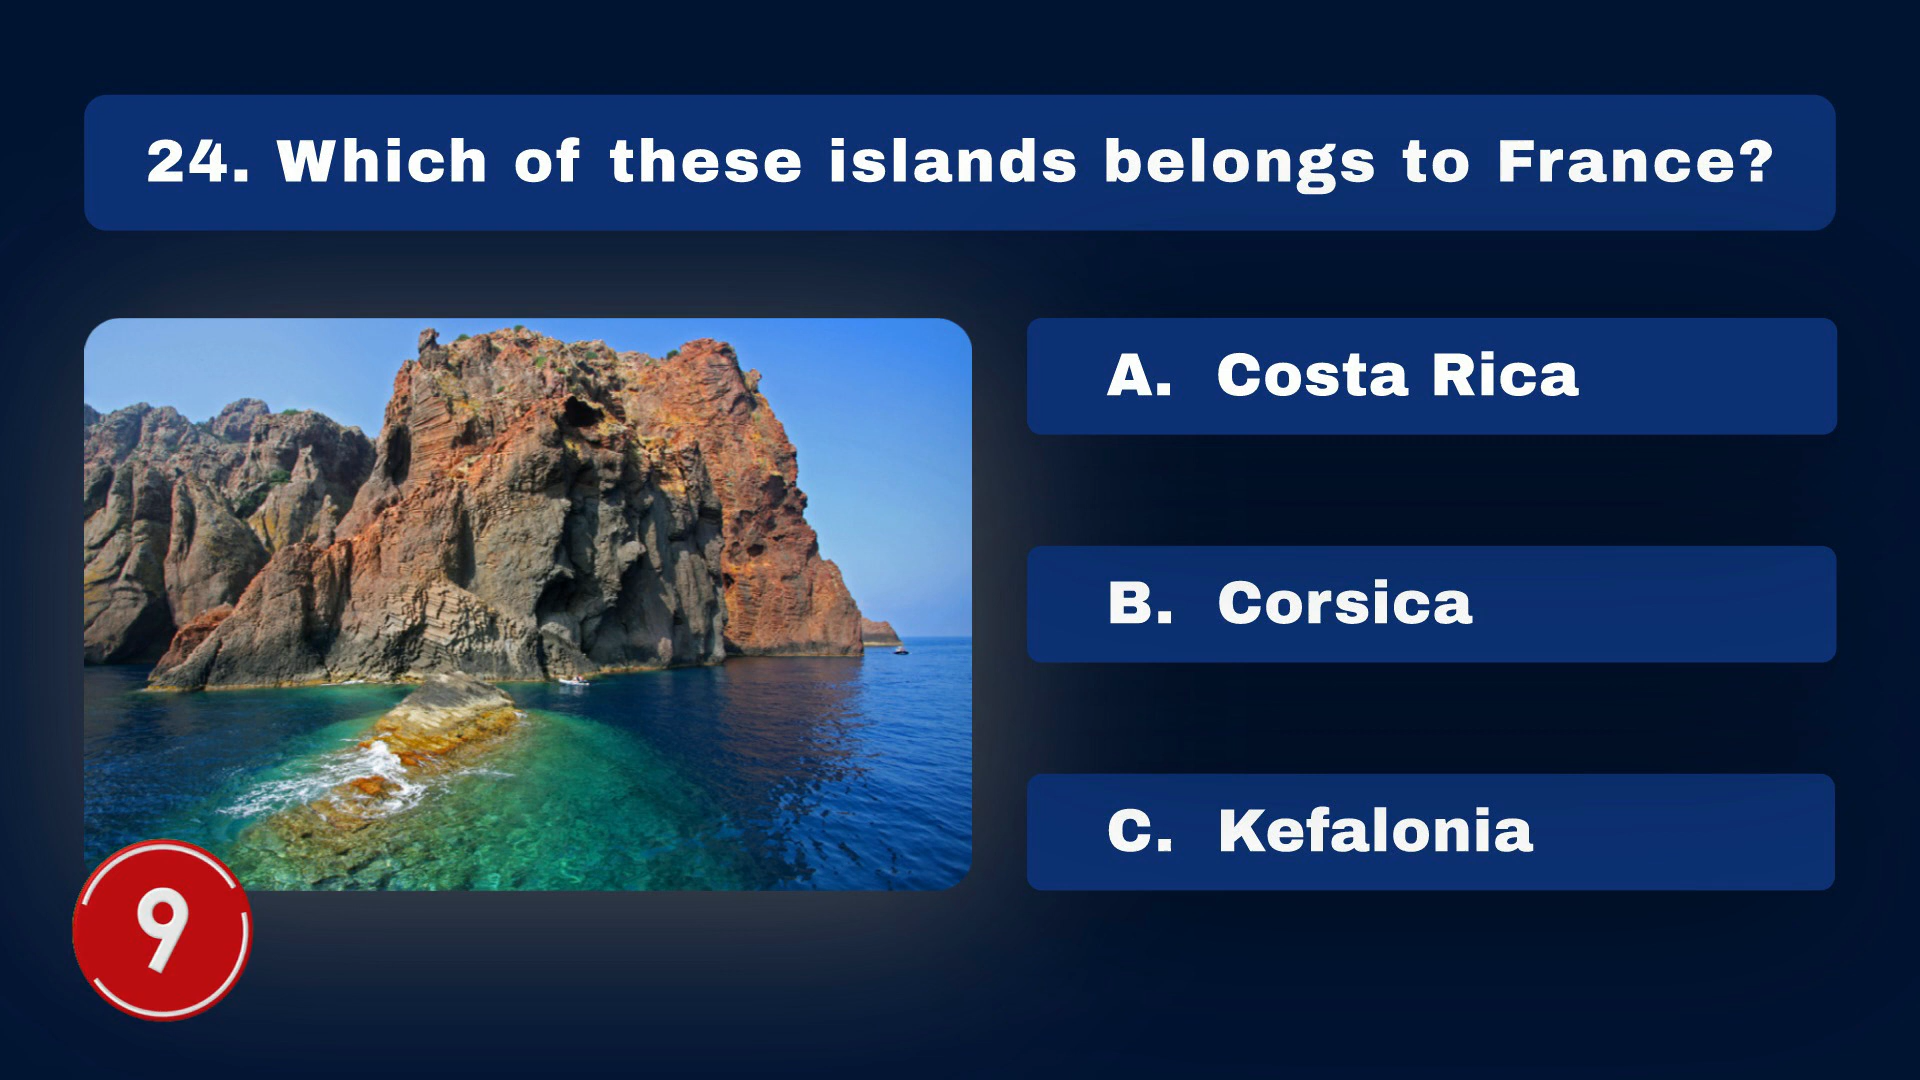 24. Which of these islands belongs to France?
A. Costa Rica
B. Corsica
C. Kefalonia
9